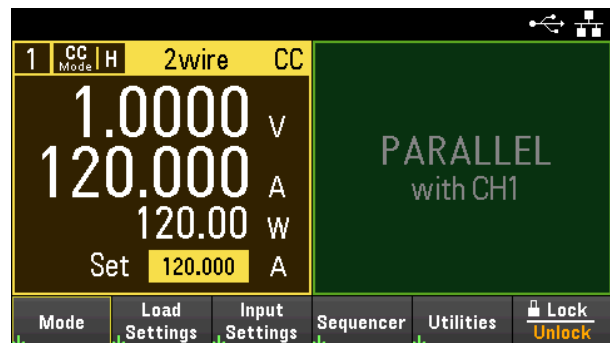 1 CC Mode H 2wire CC
1.0000 V
120.000 A
120.00 W
Set 120.000 A
PARALLEL
with CH1
Mode
Load
Settings
Input
Settings
Sequencer
Utilities
Lock
Unlock